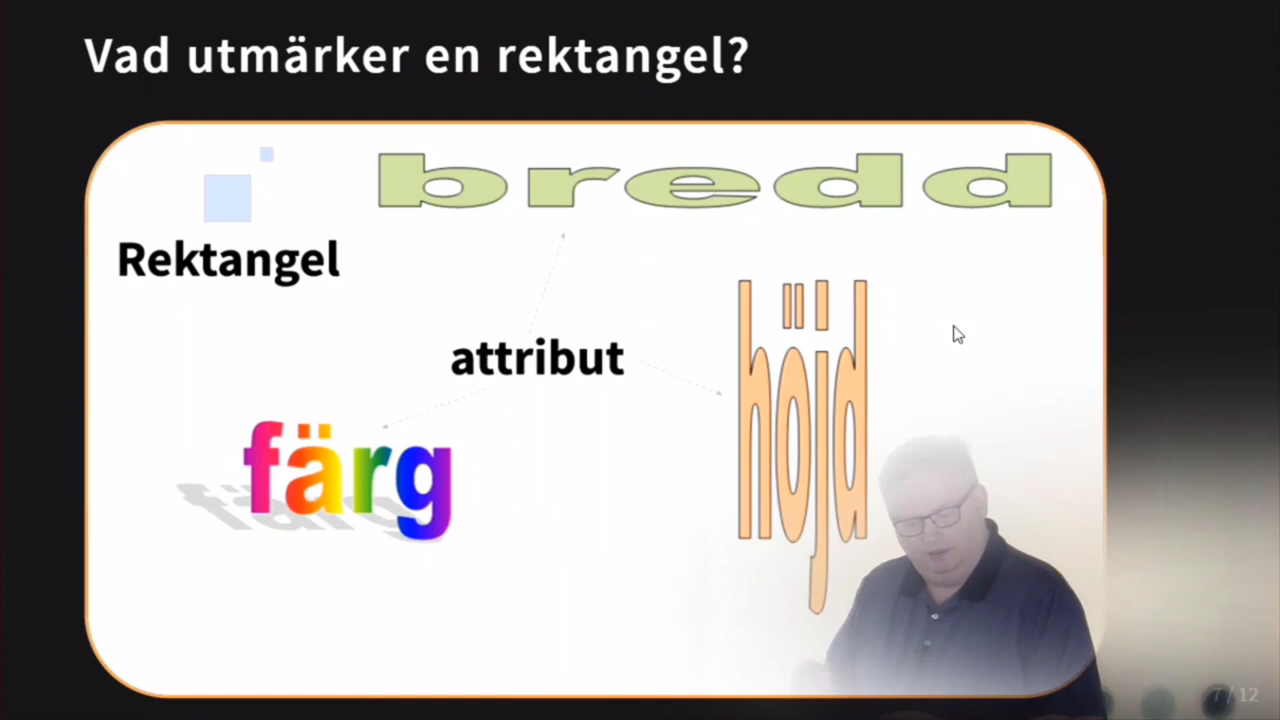 Vad utmärker en rektangel?
bredd
Rektangel
höjd
attribut
färg
7 / 12